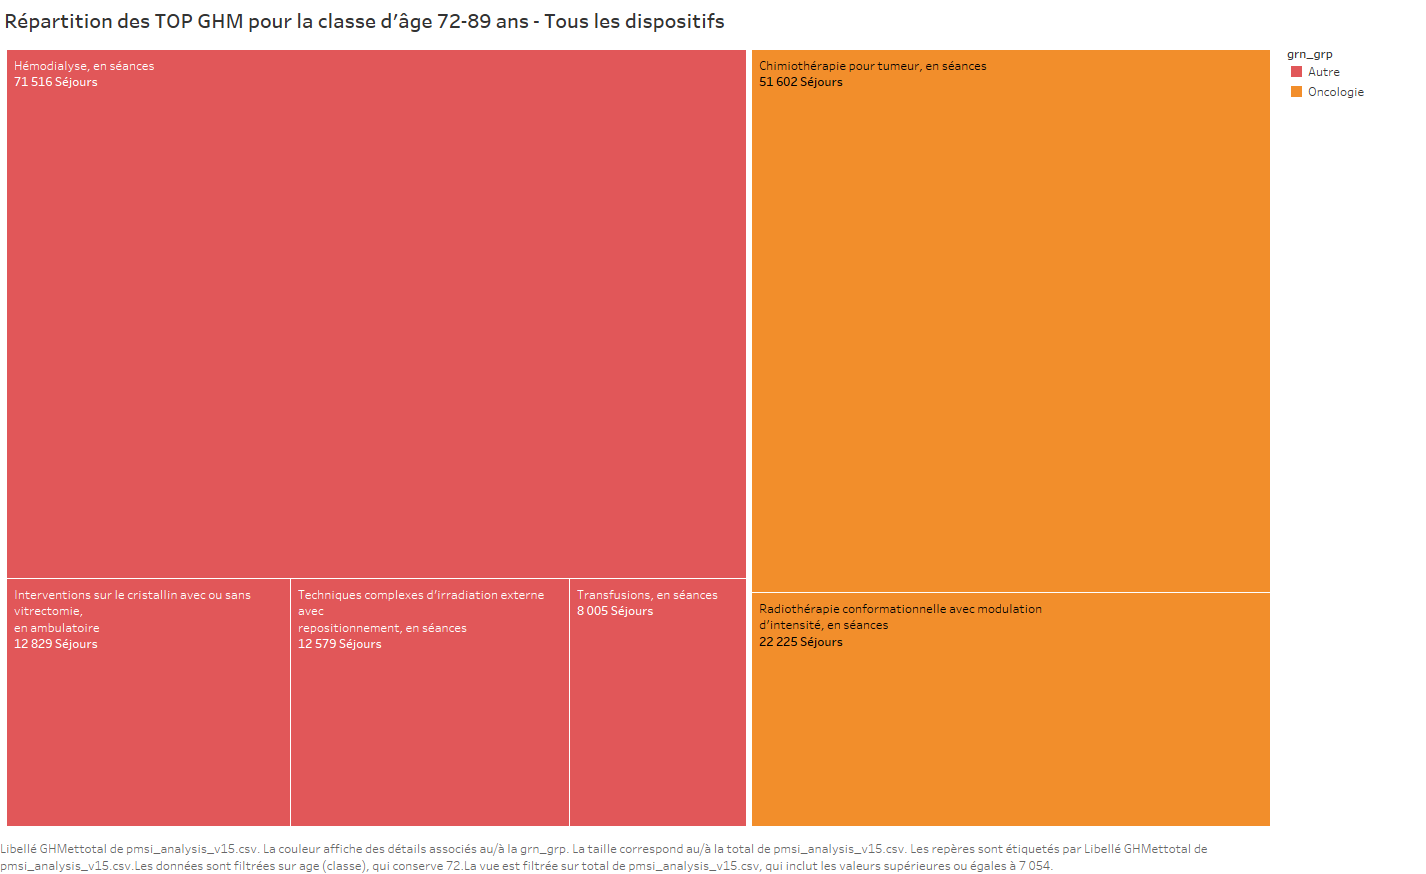 Répartition des TOP GHM pour la classe d’âge 72-89 ans - Tous les dispositifs
Hémodialyse, en séances
71 516 Séjours
Interventions sur le cristallin avec ou sans
vitrectomie,
en ambulatoire
12 829 Séjours
Techniques complexes d’irradiation externe
avec
repositionnement, en séances
12 579 Séjours
Transfusions, en séances
8 005 Séjours
Chimiothérapie pour tumeur, en séances
51 602 Séjours
Radiothérapie conformationnelle avec modulation
d’intensité, en séances
22 225 Séjours
grn_grp
Autre
Oncologie
Libellé GHMettotal de pmsi_analysis_v15.csv. La couleur affiche des détails associés au/à la grn_grp. La taille correspond au/à la total de pmsi_analysis_v15.csv. Les repères sont étiquetés par Libellé GHMettotal de
pmsi_analysis_v15.csv.Les données sont filtrées sur age (classe), qui conserve 72.La vue est filtrée sur total de pmsi_analysis_v15.csv, qui inclut les valeurs supérieures ou égales à 7 054.